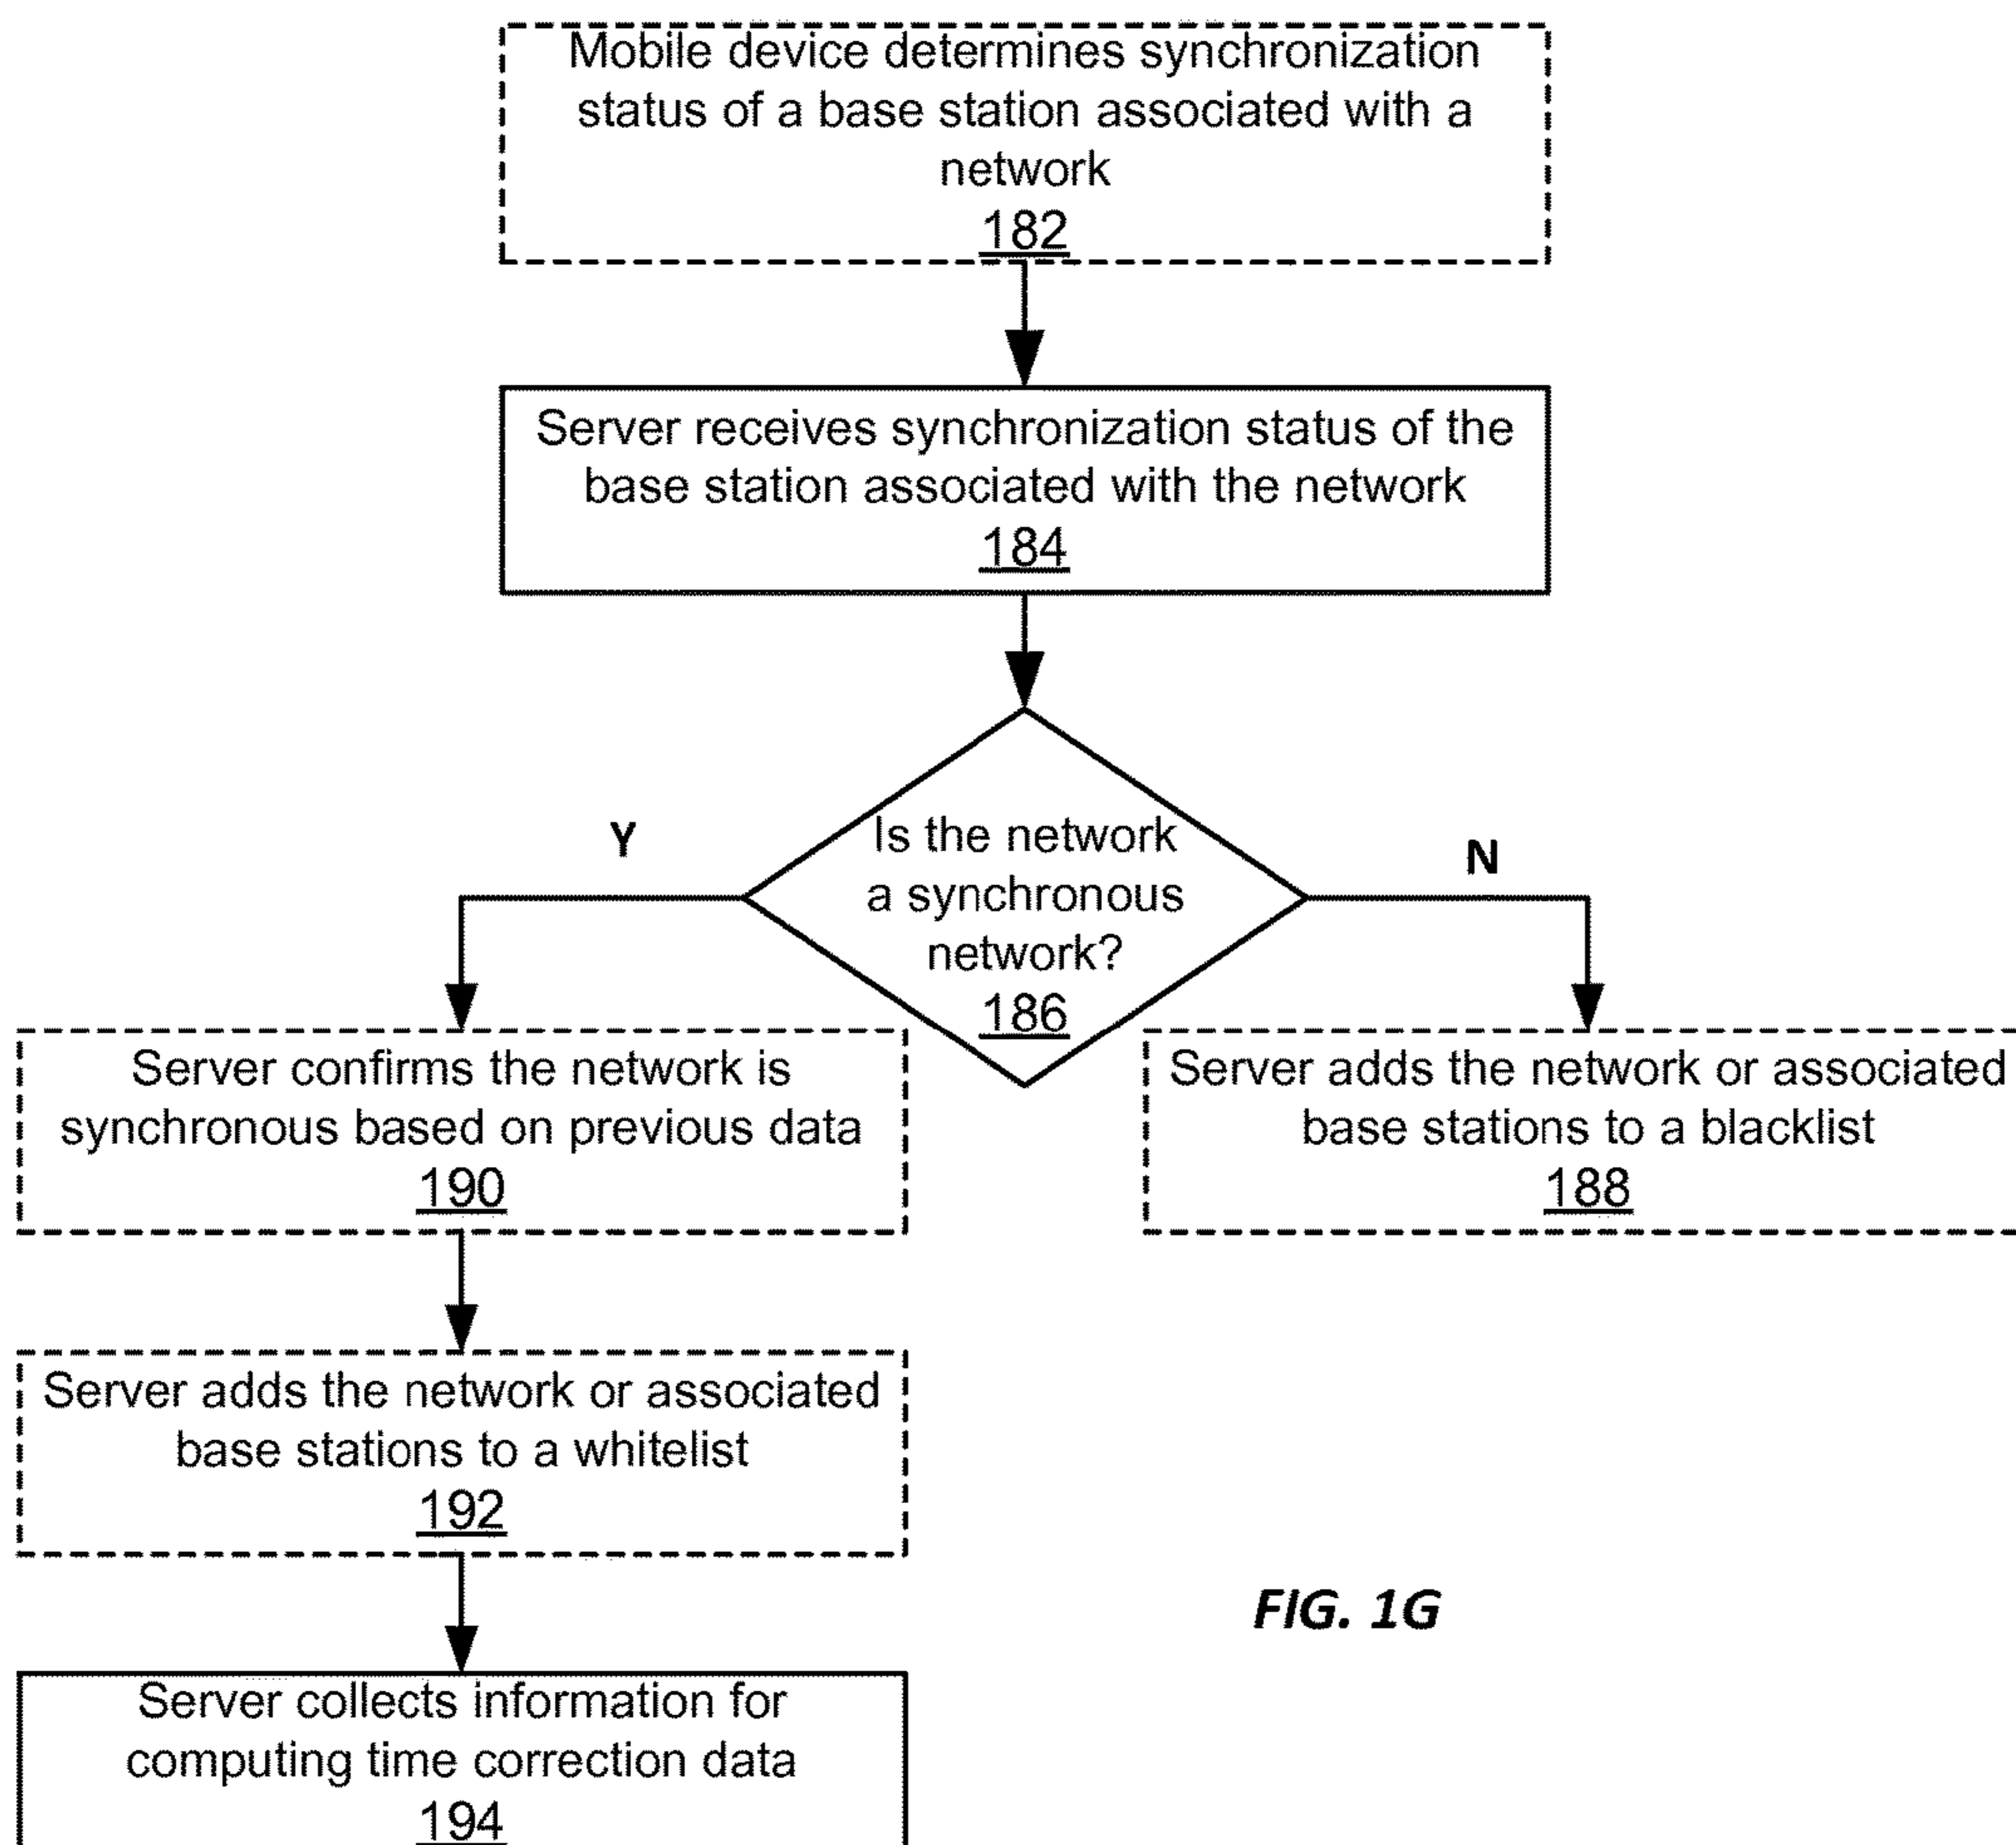 Mobile device determines synchronization
status of a base station associated with a
network
182
Server receives synchronization status of the
base station associated with the network
184
Is the network
a synchronous
network?
186
Y
N
Server confirms the network is
synchronous based on previous data
190
Server adds the network or associated
base stations to a blacklist
188
Server adds the network or associated
base stations to a whitelist
192
Server collects information for
computing time correction data
194
FIG. 1G